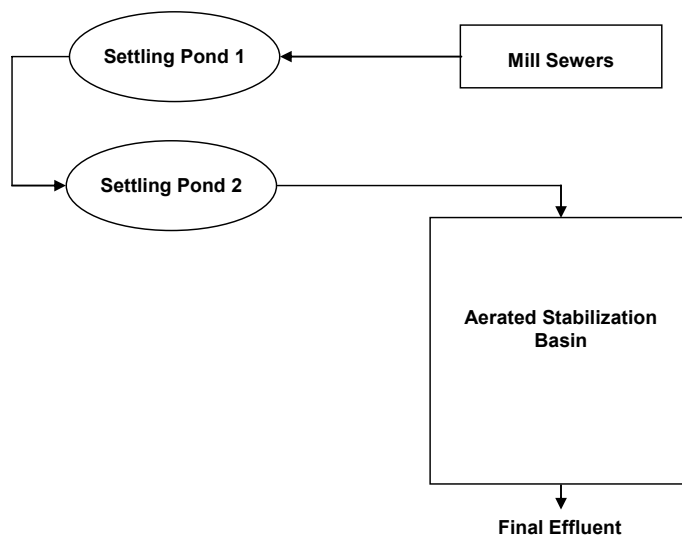 Settling Pond 1
Mill Sewers
Settling Pond 2
Aerated Stabilization
Basin
Final Effluent